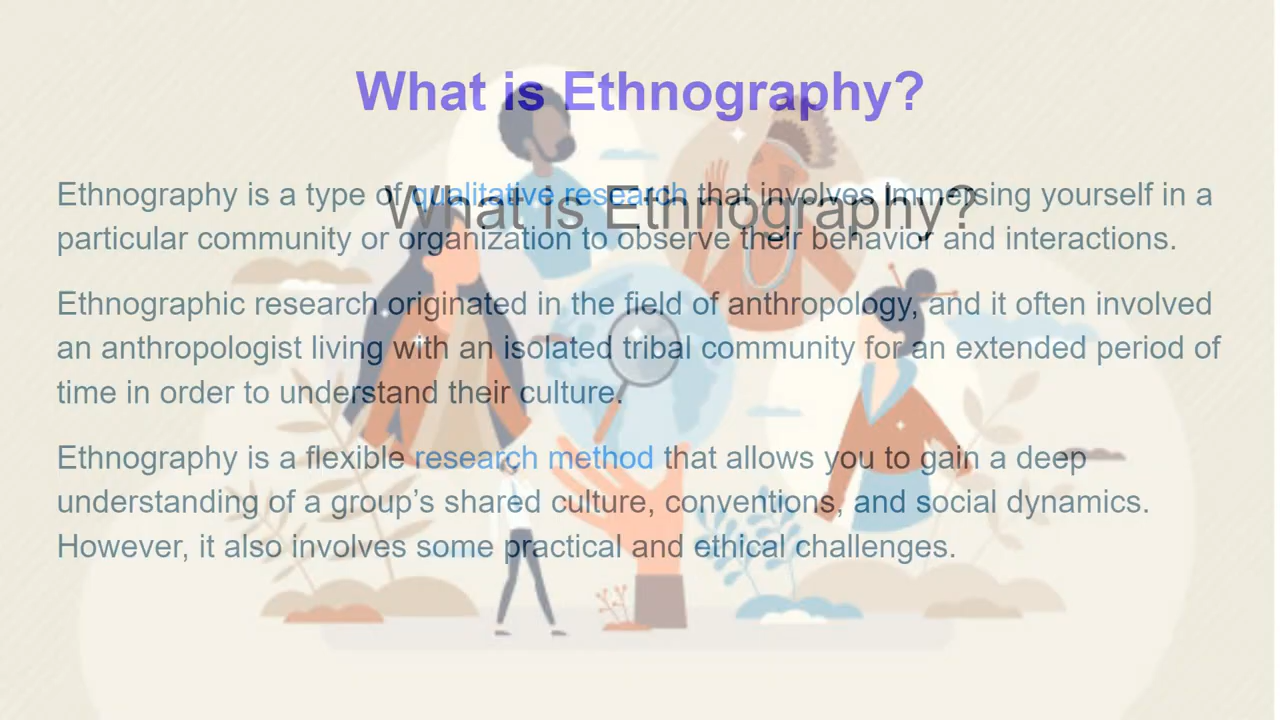 What is Ethnography?
Ethnography is a type of qualitative research that involves immersing yourself in a
What is Ethnography?
particular community or organization to observe their behavior and interactions.
Ethnographic research originated in the field of anthropology, and it often involved
an anthropologist living with an isolated tribal community for an extended period of
time in order to understand their culture.
Ethnography is a flexible research method that allows you to gain a deep
understanding of a group’s shared culture, conventions, and social dynamics.
However, it also involves some practical and ethical challenges.